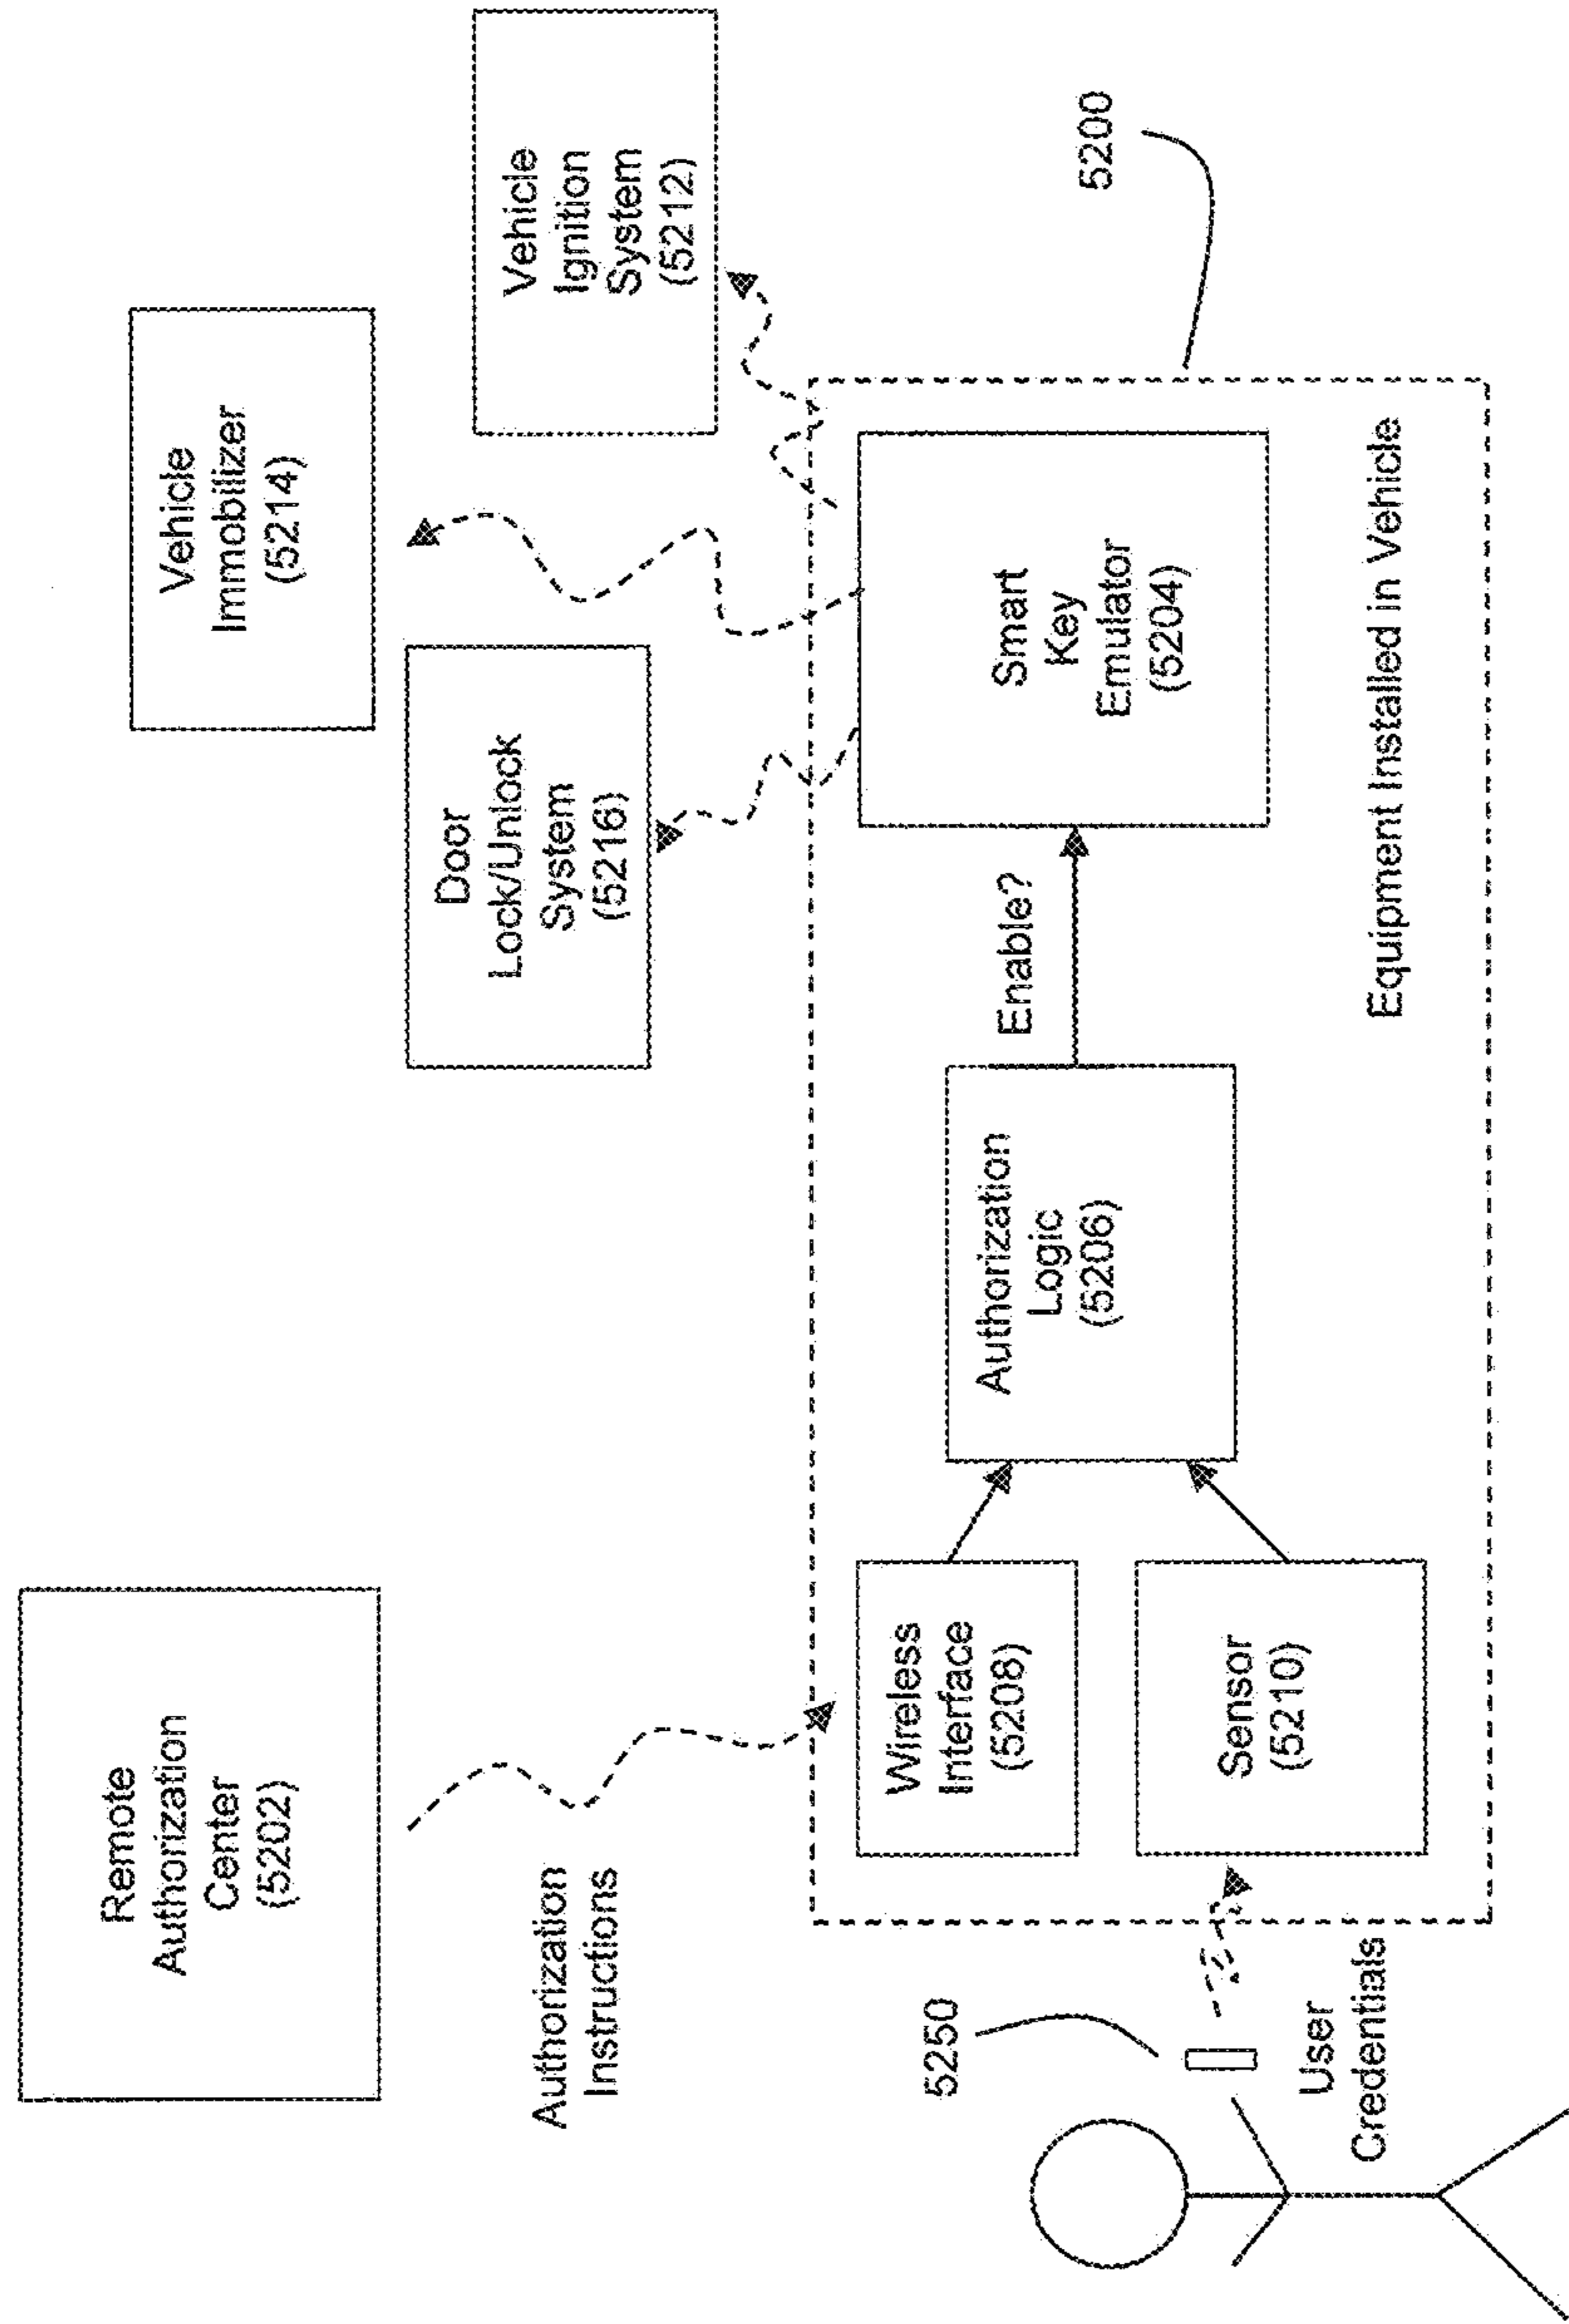 Remote
Authorization
Center
(5202)
Authorization
Instructions
Vehicle
Immobilizer
(5214)
Door
Lock/Unlock
System
(5216)
Vehicle
Ignition
System
(5212)
5200
5250
User
Credentials
Wireless
Interface
(5208)
Sensor
(5210)
Authorization
Logic
(5206)
Enable?
Smart
Key
Emulator
(5204)
Equipment Installed in Vehicle